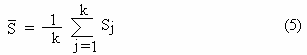 S̅ = 1/k ∑_{j=1}^{k} S_j (5)